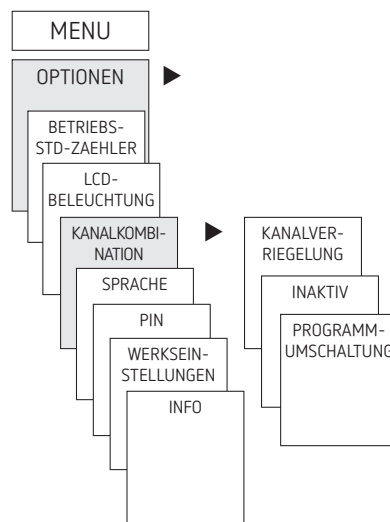 MENU
OPTIONEN
BETRIEBS-
STD-ZAEHLER
LCD-
BELEUCHTUNG
KANALKOMBI-
NATION
SPRACHE
PIN
WERKSEIN-
STELLUNGEN
INFO
KANALVER-
RIEGELUNG
INAKTIV
PROGRAMM-
UMSCHALTUNG